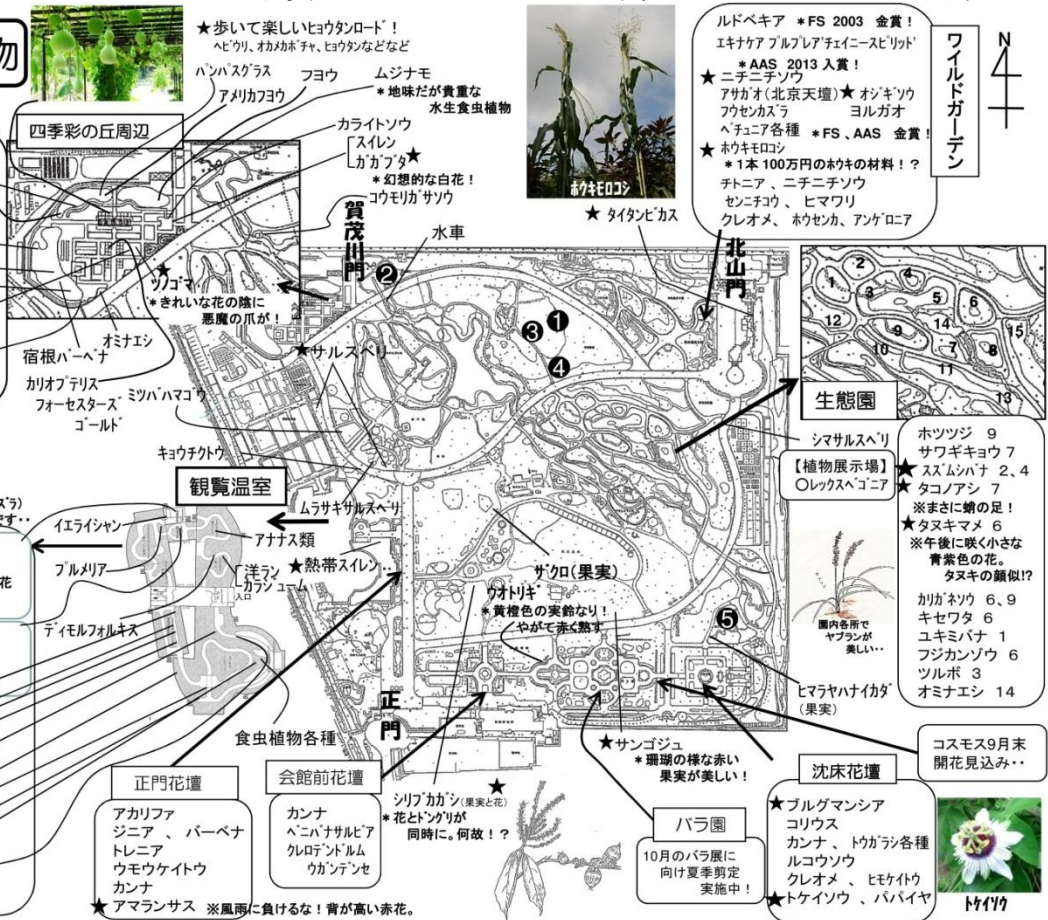 物
★歩いて楽しいヒョウタンロード！
ヘビウリ、オカメカボチャ、ヒョウタンなどなど
パンパスグラス
フヨウ
ムジナモ
アメリカフヨウ
＊地味だが貴重な
水生食虫植物
四季彩の丘周辺
カライトソウ
スイレン
ガガブタ★
＊幻想的な白花！
コウモリガサソウ
★
ツノゴマ
＊きれいな花の陰に
悪魔の爪が！
オミナエシ
宿根バーベナ
カリオプテリス
フォーセスターズ
ゴールド
ミツバハマゴウ
キョウチクトウ
賀茂川門
水車
❷
❸
❶
❹
★サルスベリ
ホウキモロコシ
★ タイタンビカス
ルドベキア ＊FS 2003 金賞！
エキナケア プルプレア'チェイニースピリット'
＊AAS 2013 入賞！
★ ニチニチソウ
アサガオ(北京天壇)★ オジギソウ
フウセンカズラ ヨルガオ
ペチュニア各種 ＊FS、AAS 金賞！
★ ホウキモロコシ
＊1本100万円のホウキの材料！？
チトニア 、ニチニチソウ
センニチコウ 、ヒマワリ
クレオメ 、ホウセンカ、アンゲロニア
ワイルドガーデン
N
4
北山門
1
2
3
4
5
6
12
14
15
9
10
7
8
11
13
生態園
シマサルスベリ
【植物展示場】
○レックスベゴニア
ホツツジ 9
サワギキョウ 7
★ スズムシバナ 2、4
★ タコノアシ 7
※まさに蛸の足！
★ タヌキマメ 6
※午後に咲く小さな
青紫色の花。
タヌキの顔似!?
カリガネソウ 6、9
キセワタ 6
ユキミバナ 1
フジカンゾウ 6
ツルボ 3
オミナエシ 14
園内各所で
ヤブランが
美しい‥
観覧温室
ムラサキサルスベリ
ズラ)
です‥
花
イエライシャン
アナナス類
プルメリア
洋ラン
カランユーム
入口
ディモルフォルキス
★熱帯スイレン‥
食虫植物各種
ザクロ(果実)
ウオトリギ
＊黄橙色の実鈴なり！
やがて赤く熟す
❺
ヒマラヤハナイカダ
(果実)
正門
正門花壇
アカリファ
ジニア 、バーベナ
トレニア
ウモウケイトウ
カンナ
★ アマランサス ※風雨に負けるな！背が高い赤花。
会館前花壇
カンナ
ベニバナサルビア
クレロデンドルム
ウガンデンセ
★
シリブカガシ(果実と花)
＊花とドングリが
同時に。何故！？
★サンゴジュ
＊珊瑚の様な赤い
果実が美しい！
バラ園
10月のバラ展に
向け夏季剪定
実施中！
沈床花壇
★ブルグマンシア
コリウス
カンナ 、トウガラシ各種
ルコウソウ
クレオメ 、ヒモケイトウ
★トケイソウ 、パパイヤ
コスモス9月末
開花見込み‥
トケイソウ